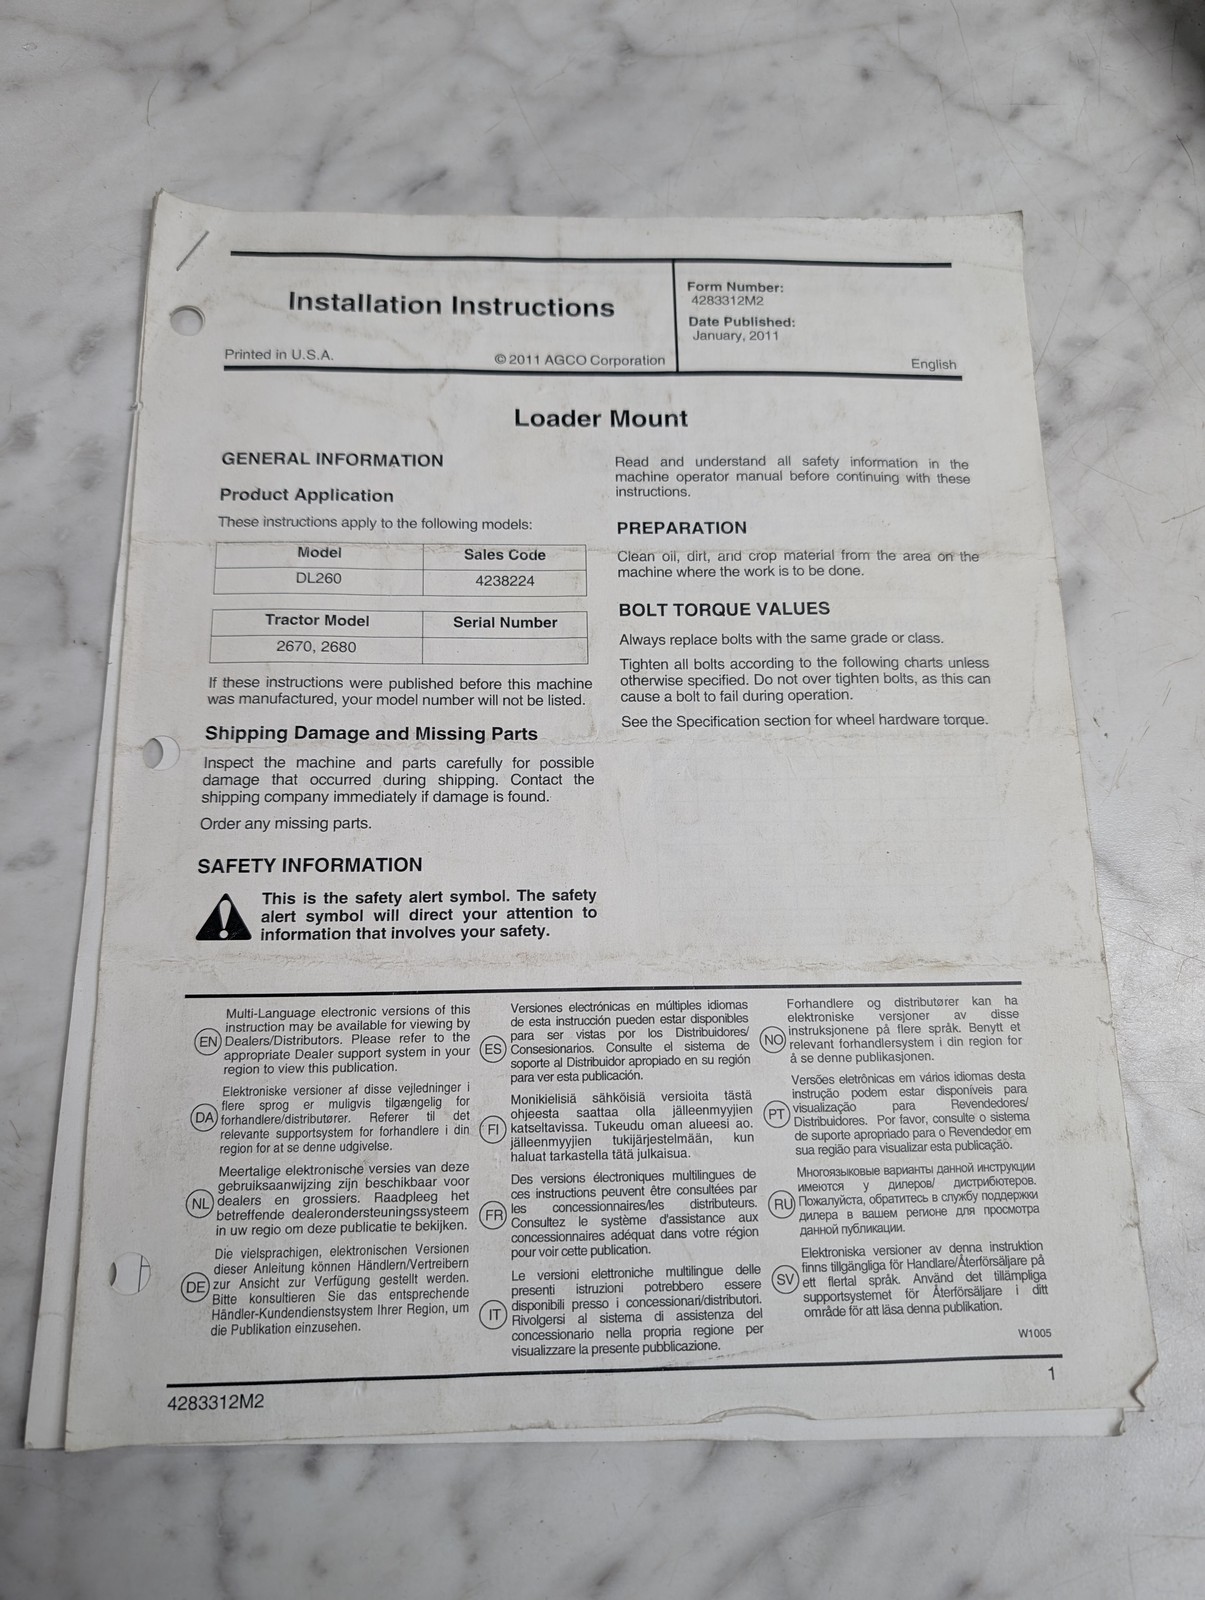 Installation Instructions
Printed in U.S.A.
© 2011 AGCO Corporation
Form Number:
4283312M2
Date Published:
January, 2011
English
Loader Mount
GENERAL INFORMATION
Product Application
These instructions apply to the following models:
Model Sales Code
DL260 4238224
Tractor Model Serial Number
2670, 2680
If these instructions were published before this machine
was manufactured, your model number will not be listed.
Shipping Damage and Missing Parts
Inspect the machine and parts carefully for possible
damage that occurred during shipping. Contact the
shipping company immediately if damage is found.
Order any missing parts.
SAFETY INFORMATION
This is the safety alert symbol. The safety
alert symbol will direct your attention to
information that involves your safety.
Read and understand all safety information in the
machine operator manual before continuing with these
instructions.
PREPARATION
Clean oil, dirt, and crop material from the area on the
machine where the work is to be done.
BOLT TORQUE VALUES
Always replace bolts with the same grade or class.
Tighten all bolts according to the following charts unless
otherwise specified. Do not over tighten bolts, as this can
cause a bolt to fail during operation.
See the Specification section for wheel hardware torque.
EN
Multi-Language electronic versions of this
instruction may be available for viewing by
Dealers/Distributors. Please refer to the
appropriate Dealer support system in your
region to view this publication.
DA
Elektroniske versioner af disse vejledninger i
flere sprog er muligvis tilgængelig for
forhandlere/distributører. Referer til det
relevante supportsystem for forhandlere i din
region for at se denne udgivelse.
NL
Meertalige elektronische versies van deze
gebruiksaanwijzing zijn beschikbaar voor
dealers en grossiers. Raadpleeg het
betreffende dealerondersteuningssysteem
in uw regio om deze publicatie te bekijken.
DE
Die vielsprachigen, elektronischen Versionen
dieser Anleitung können Händlern/Vertreibern
zur Ansicht zur Verfügung gestellt werden.
Bitte konsultieren Sie das entsprechende
Händler-Kundendienstsystem Ihrer Region, um
die Publikation einzusehen.
ES
Versiones electrónicas en múltiples idiomas
de esta instrucción pueden estar disponibles
para ser vistas por los Distribuidores/
Consesionarios. Consulte el sistema de
soporte al Distribuidor apropiado en su región
para ver esta publicación.
FI
Monikielisiä sähköisiä versioita tästä
ohjeesta saattaa olla jälleenmyyjien
katseltavissa. Tukeudu oman alueesi ao.
jälleenmyyjien tukijärjestelmään, kun
haluat tarkastella tätä julkaisua.
FR
Des versions électroniques multilingues de
ces instructions peuvent être consultées par
les concessionnaires/les distributeurs.
Consultez le système d'assistance aux
concessionnaires adéquat dans votre région
pour voir cette publication.
IT
Le versioni elettroniche multilingue delle
presenti istruzioni potrebbero essere
disponibili presso i concessionari/distributori.
Rivolgersi al sistema di assistenza del
concessionario nella propria regione per
visualizzare la presente pubblicazione.
NO
Forhandlere og distributører kan ha
elektroniske versjoner av disse
instruksjonene på flere språk. Benytt et
relevant forhandlersystem i din region for
å se denne publikasjonen.
PT
Versões eletrônicas em vários idiomas desta
instrução podem estar disponíveis para
visualização para Revendedores/
Distribuidores. Por favor, consulte o sistema
de suporte apropriado para o Revendedor em
sua região para visualizar esta publicação.
RU
Многоязыковые варианты данной инструкции
имеются у дилеров/ дистрибютеров.
Пожалуйста, обратитесь в службу поддержки
дилера в вашем регионе для просмотра
данной публикации.
SV
Elektroniska versioner av denna instruktion
finns tillgängliga för Handlare/Återförsäljare på
ett flertal språk. Använd det tillämpliga
supportsystemet för Återförsäljare i ditt
område för att läsa denna publikation.
W1005
4283312M2
1